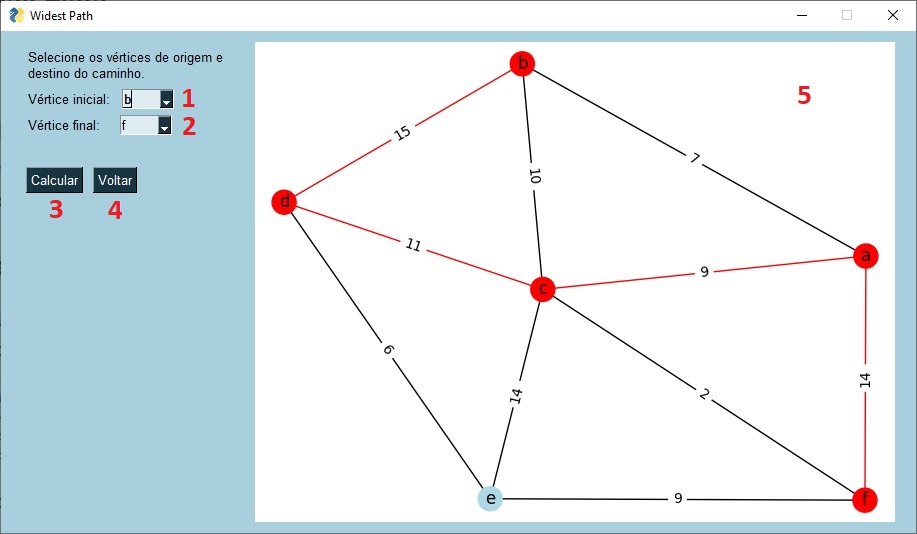 Widest Path
Selecione os vértices de origem e
destino do caminho.
Vértice inicial: b 1
Vértice final: f 2
Calcular Voltar
3 4
5
b
15
10
7
d
11
a
9
c
6
14
2
14
e
9
f